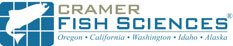 CRAMER
FISH SCIENCES®
Oregon • California • Washington • Idaho • Alaska